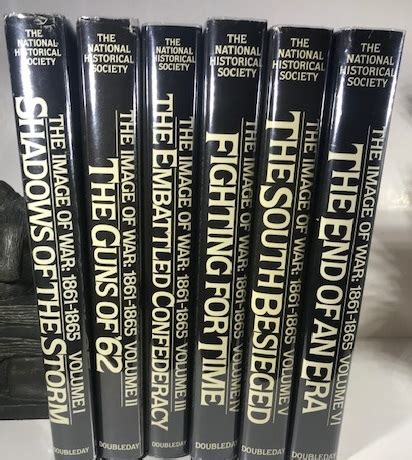 THE
NATIONAL
HISTORICAL
SOCIETY
THE IMAGE OF WAR: 1861-1865 VOLUME I
SHADOWS OF THE STORM
DOUBLEDAY
THE
NATIONAL
HISTORICAL
SOCIETY
THE IMAGE OF WAR: 1861-1865 VOLUME II
THE GUNS OF '62
DOUBLEDAY
THE
NATIONAL
HISTORICAL
SOCIETY
THE IMAGE OF WAR: 1861-1865 VOLUME III
THE EMBATTLED CONFEDERACY
DOUBLEDAY
THE
NATIONAL
HISTORICAL
SOCIETY
THE IMAGE OF WAR: 1861-1865 VOLUME IV
FIGHTING FOR TIME
DOUBLEDAY
THE
NATIONAL
HISTORICAL
SOCIETY
THE IMAGE OF WAR: 1861-1865 VOLUME V
THE SOUTH BESIEGED
DOUBLEDAY
THE
NATIONAL
HISTORICAL
SOCIETY
THE IMAGE OF WAR: 1861-1865 VOLUME VI
THE END OF AN ERA
DOUBLEDAY